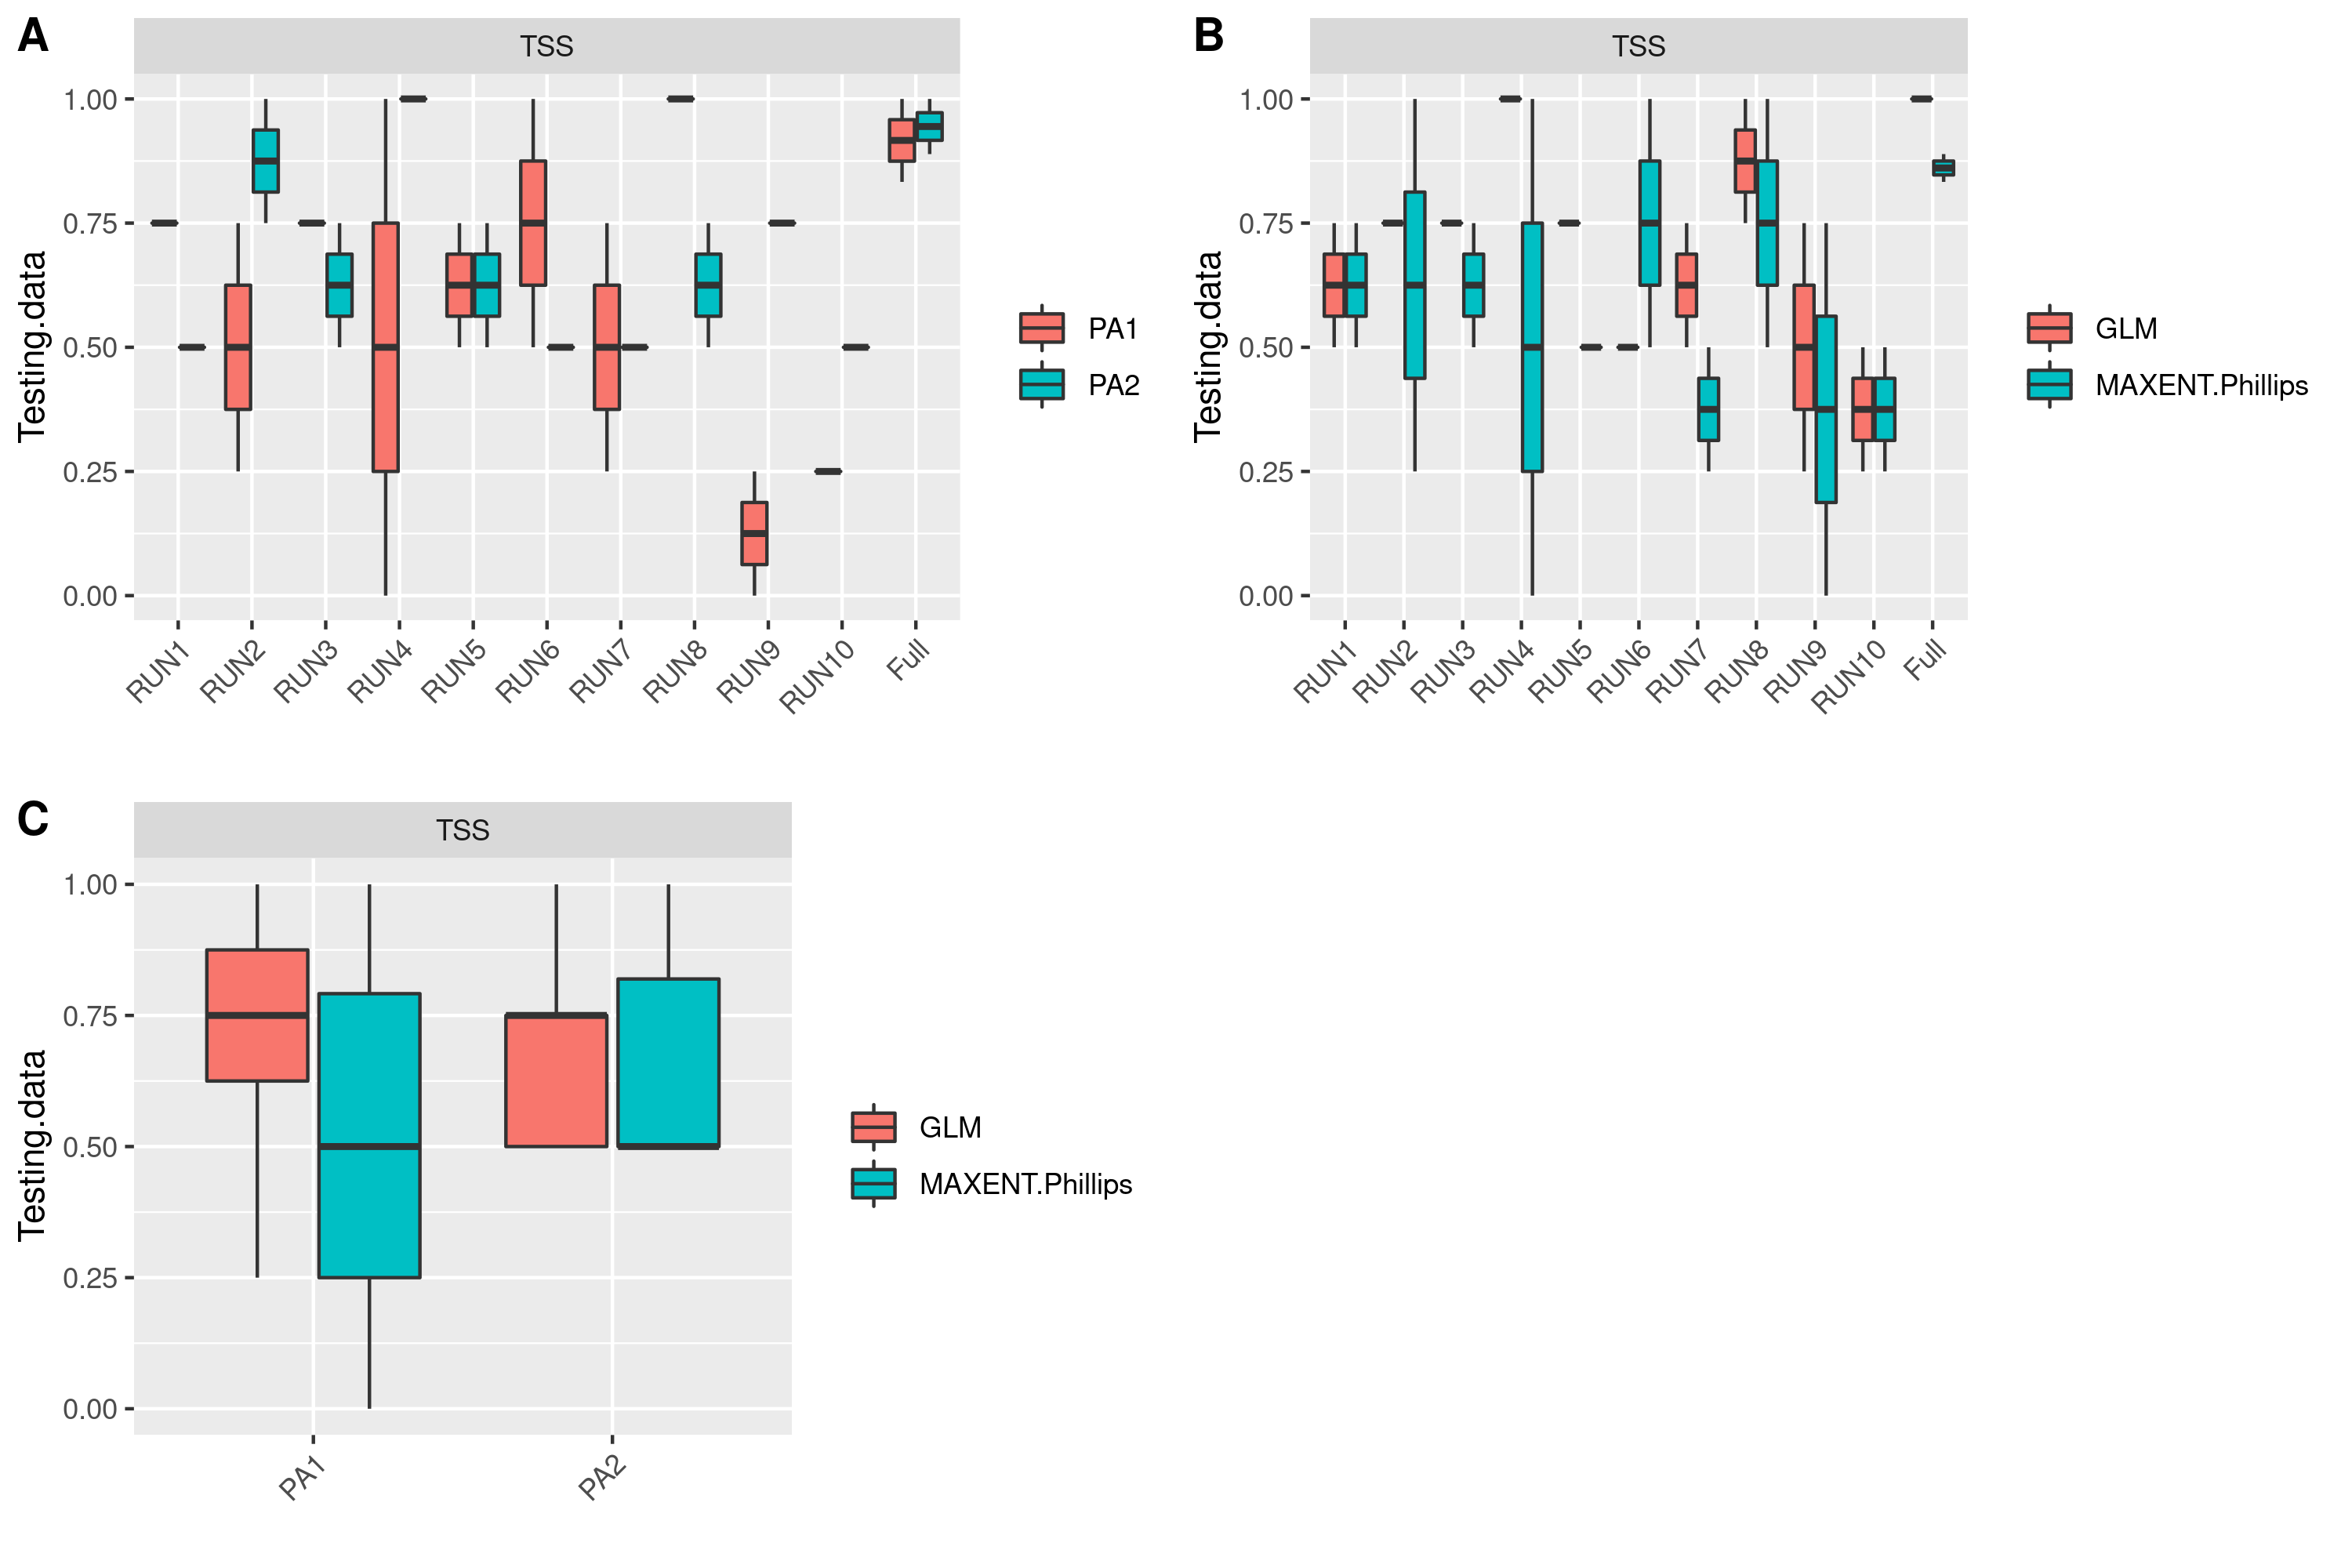 A
TSS
Testing.data
1.00
0.75
0.50
0.25
0.00
RUN1
RUN2
RUN3
RUN4
RUN5
RUN6
RUN7
RUN8
RUN9
RUN10
Full
PA1
PA2
B
TSS
Testing.data
1.00
0.75
0.50
0.25
0.00
RUN1
RUN2
RUN3
RUN4
RUN5
RUN6
RUN7
RUN8
RUN9
RUN10
Full
GLM
MAXENT.Phillips
C
TSS
Testing.data
1.00
0.75
0.50
0.25
0.00
PA1
PA2
GLM
MAXENT.Phillips